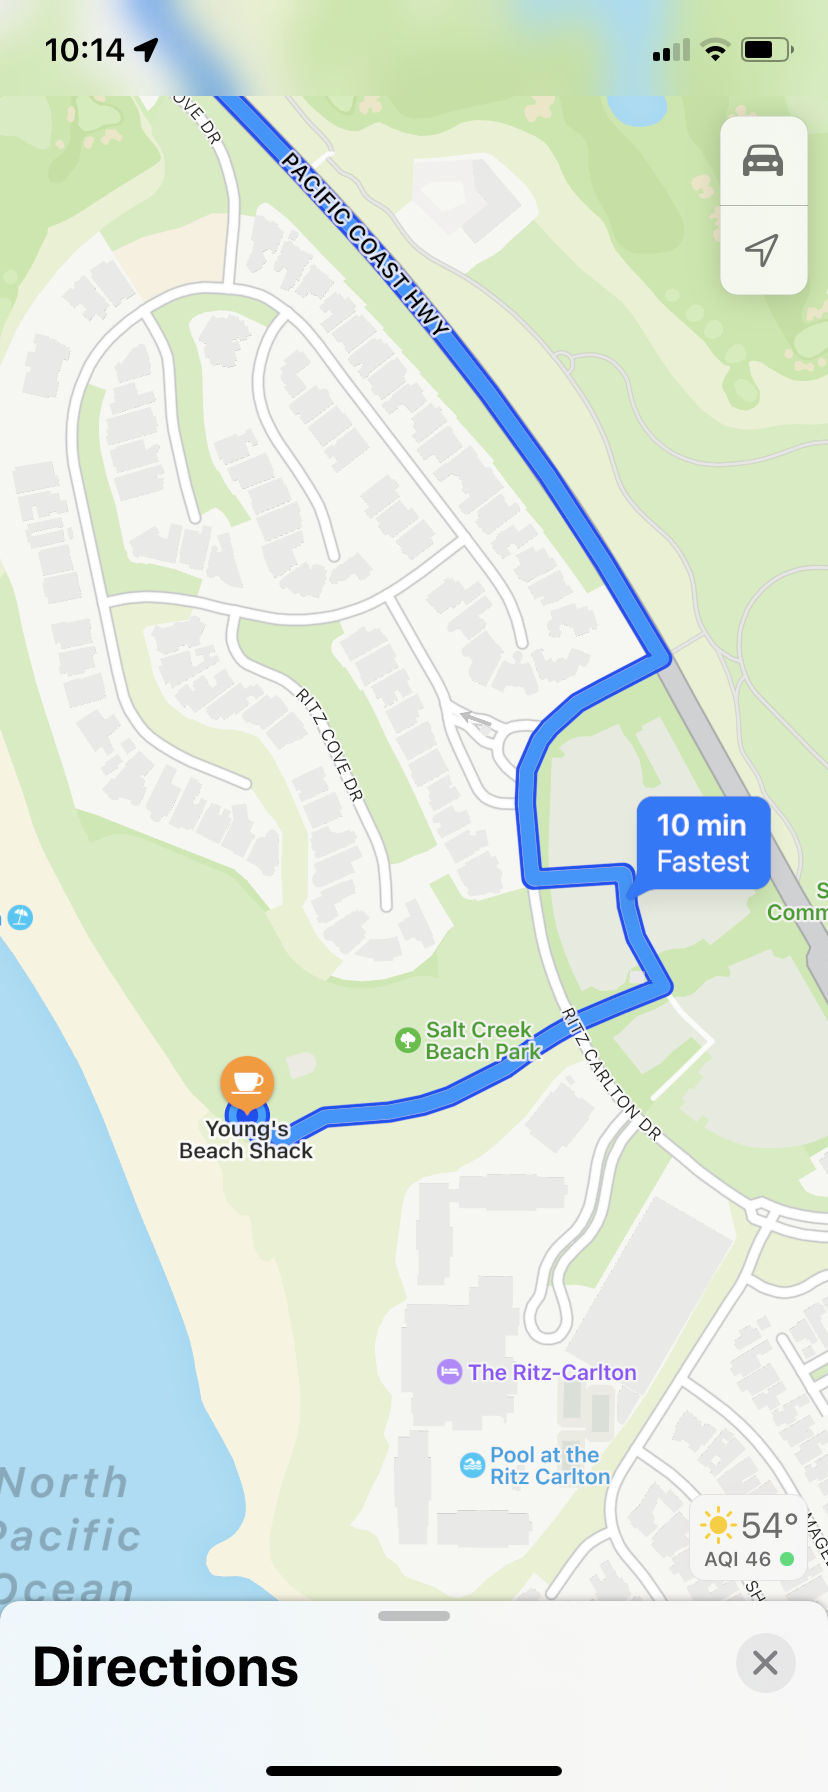 10:14
OVE DR
PACIFIC COAST HWY
RITZ COVE DR
10 min
Fastest
S
Comm
Salt Creek
Beach Park
RITZ CARLTON DR
Young's
Beach Shack
The Ritz-Carlton
Pool at the
Ritz Carlton
North
Pacific
Ocean
54°
AQI 46
MAGE
SH
Directions